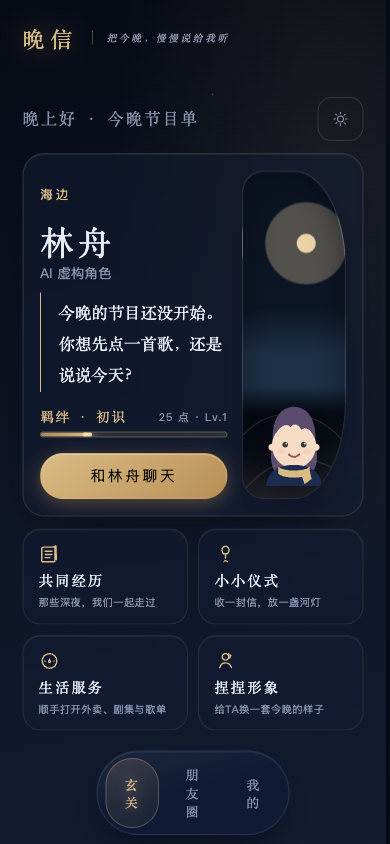 晚信
把今晚，慢慢说给我听
晚上好 · 今晚节目单
海边
林舟
AI 虚构角色
今晚的节目还没开始。
你想先点一首歌，还是
说说今天？
羁绊 · 初识 25 点 · Lv.1
和林舟聊天
共同经历
那些深夜，我们一起走过
小小仪式
收一封信，放一盏河灯
生活服务
顺手打开外卖、剧集与歌单
捏捏形象
给TA换一套今晚的样子
玄关
朋友圈
我的